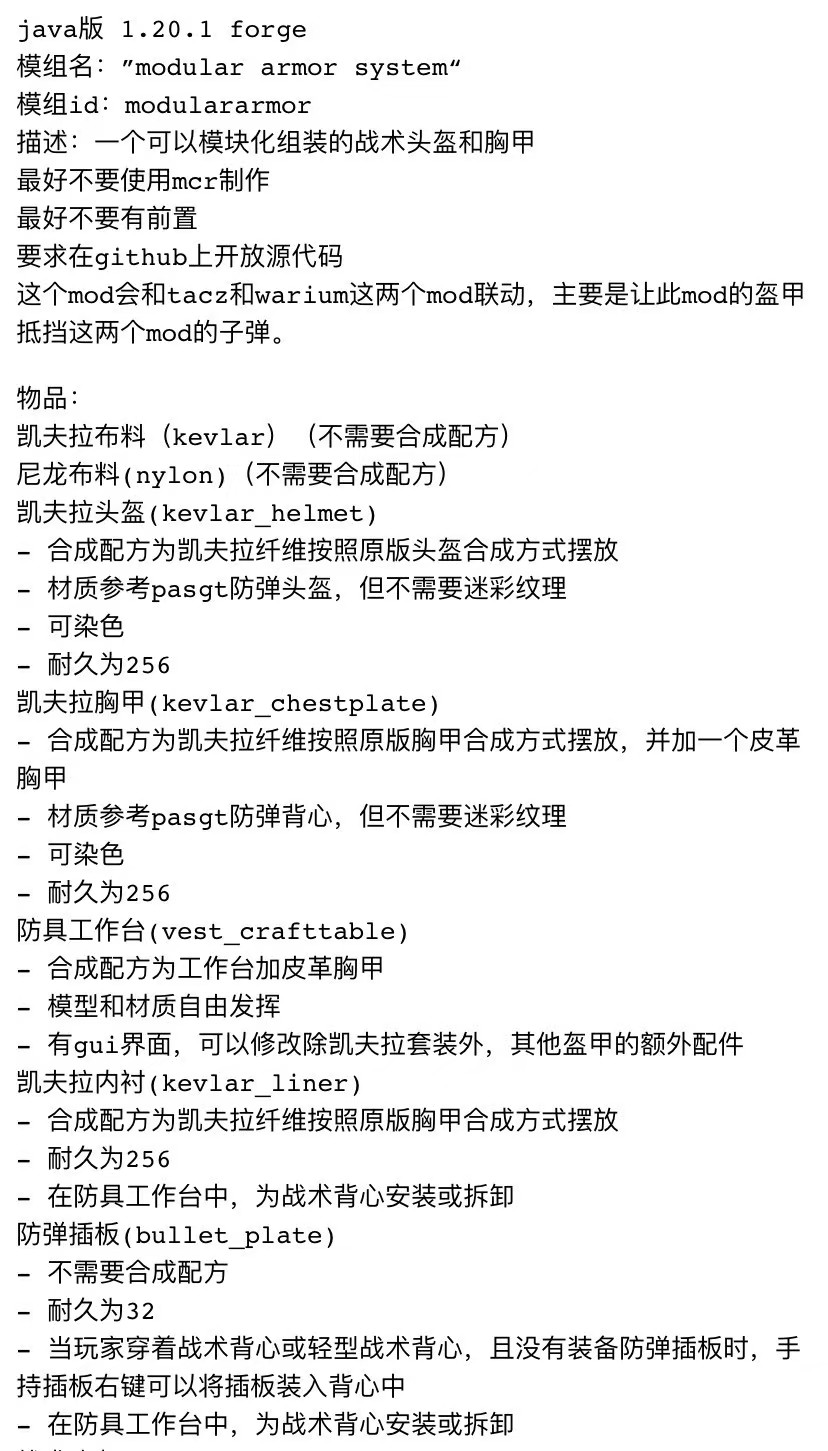 java版 1.20.1 forge
模组名：”modular armor system“
模组id：modulararmor
描述：一个可以模块化组装的战术头盔和胸甲
最好不要使用mcr制作
最好不要有前置
要求在github上开放源代码
这个mod会和tacz和warium这两个mod联动，主要是让此mod的盔甲
抵挡这两个mod的子弹。
物品：
凯夫拉布料（kevlar）（不需要合成配方）
尼龙布料(nylon)（不需要合成配方）
凯夫拉头盔(kevlar_helmet)
- 合成配方为凯夫拉纤维按照原版头盔合成方式摆放
- 材质参考pasgt防弹头盔，但不需要迷彩纹理
- 可染色
- 耐久为256
凯夫拉胸甲(kevlar_chestplate)
- 合成配方为凯夫拉纤维按照原版胸甲合成方式摆放，并加一个皮革
胸甲
- 材质参考pasgt防弹背心，但不需要迷彩纹理
- 可染色
- 耐久为256
防具工作台(vest_crafttable)
- 合成配方为工作台加皮革胸甲
- 模型和材质自由发挥
- 有gui界面，可以修改除凯夫拉套装外，其他盔甲的额外配件
凯夫拉内衬(kevlar_liner)
- 合成配方为凯夫拉纤维按照原版胸甲合成方式摆放
- 耐久为256
- 在防具工作台中，为战术背心安装或拆卸
防弹插板(bullet_plate)
- 不需要合成配方
- 耐久为32
- 当玩家穿着战术背心或轻型战术背心，且没有装备防弹插板时，手
持插板右键可以将插板装入背心中
- 在防具工作台中，为战术背心安装或拆卸